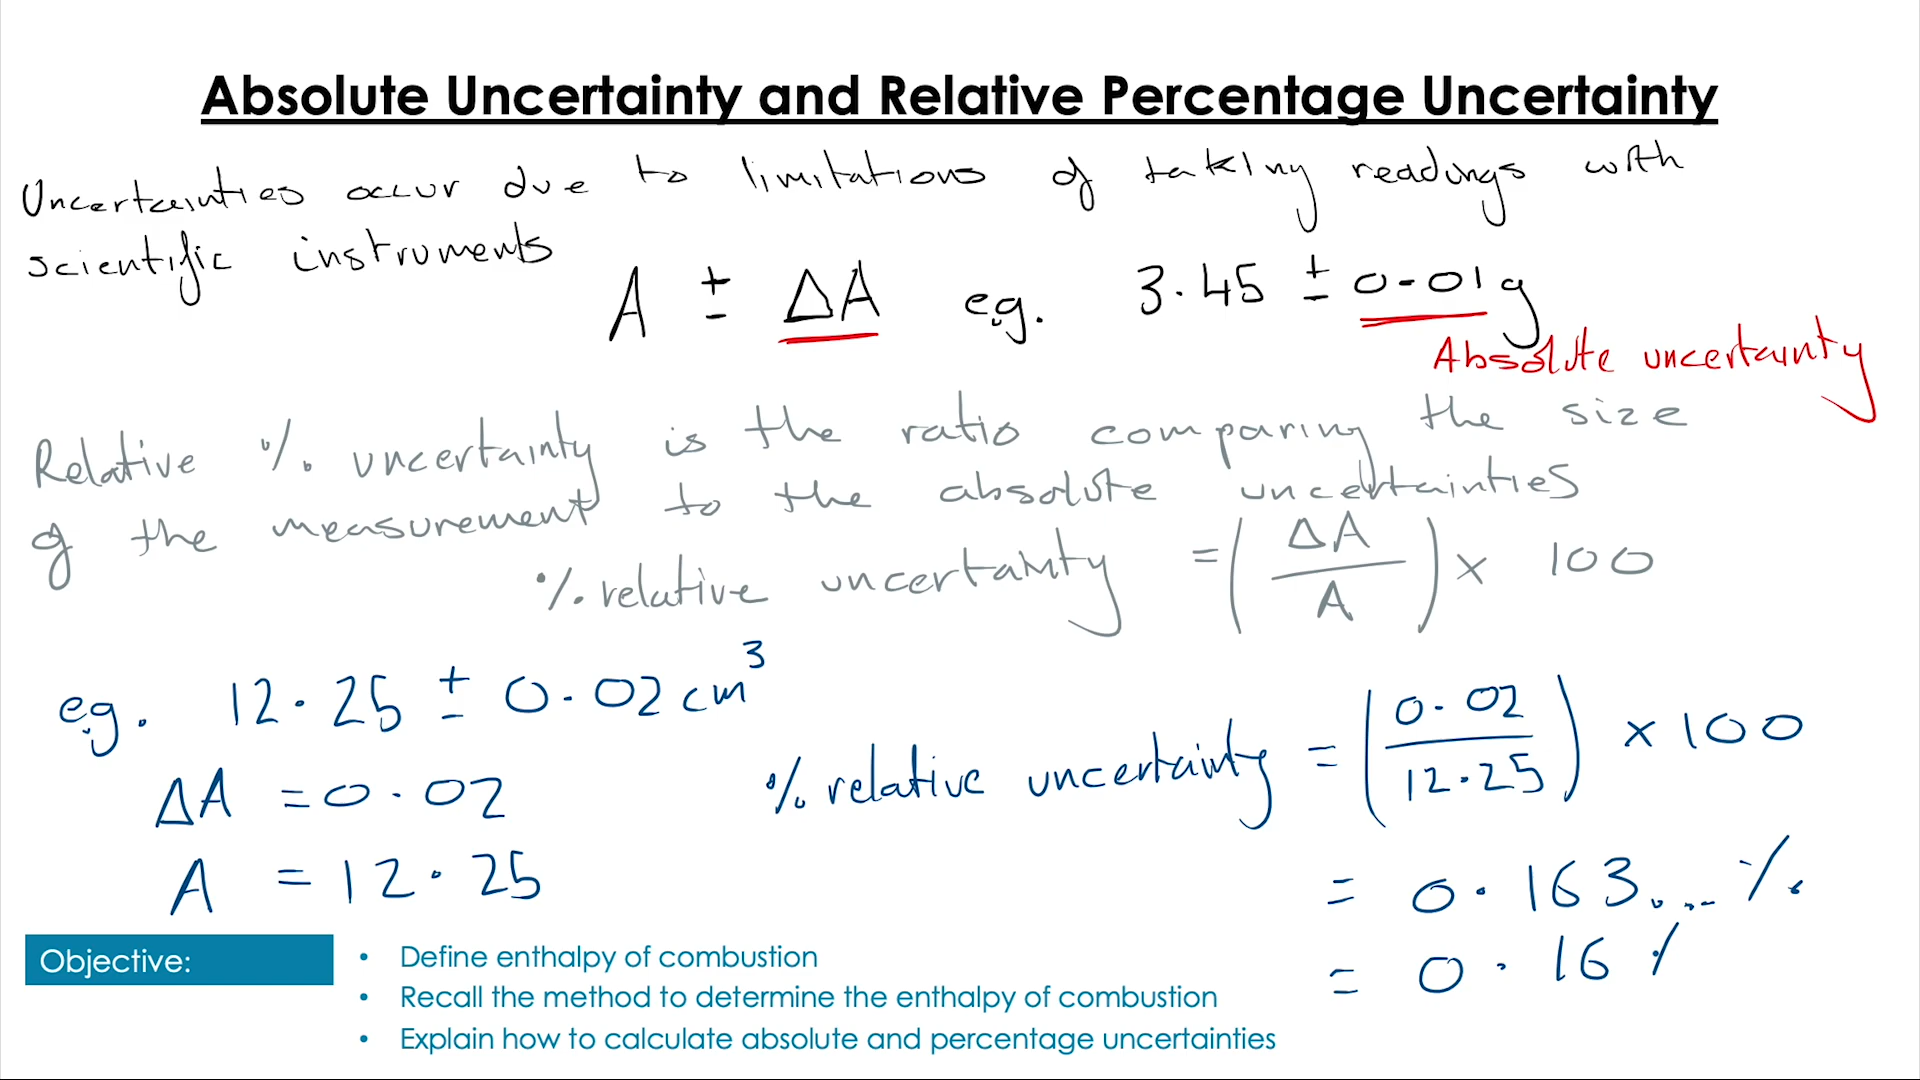 Absolute Uncertainty and Relative Percentage Uncertainty
Uncertainties occur due to limitations of taking readings with
scientific instruments
A ± ΔA eg. 3.45 ± 0.01g
Absolute uncertainty
Relative % uncertainty is the ratio comparing the size
of the measurement to the absolute uncertainties
% relative uncertainty = (ΔA/A) × 100
eg. 12.25 ± 0.02 cm³
ΔA = 0.02
A = 12.25
% relative uncertainty = (0.02/12.25) × 100
= 0.163... %
= 0.16 %
Objective:
• Define enthalpy of combustion
• Recall the method to determine the enthalpy of combustion
• Explain how to calculate absolute and percentage uncertainties